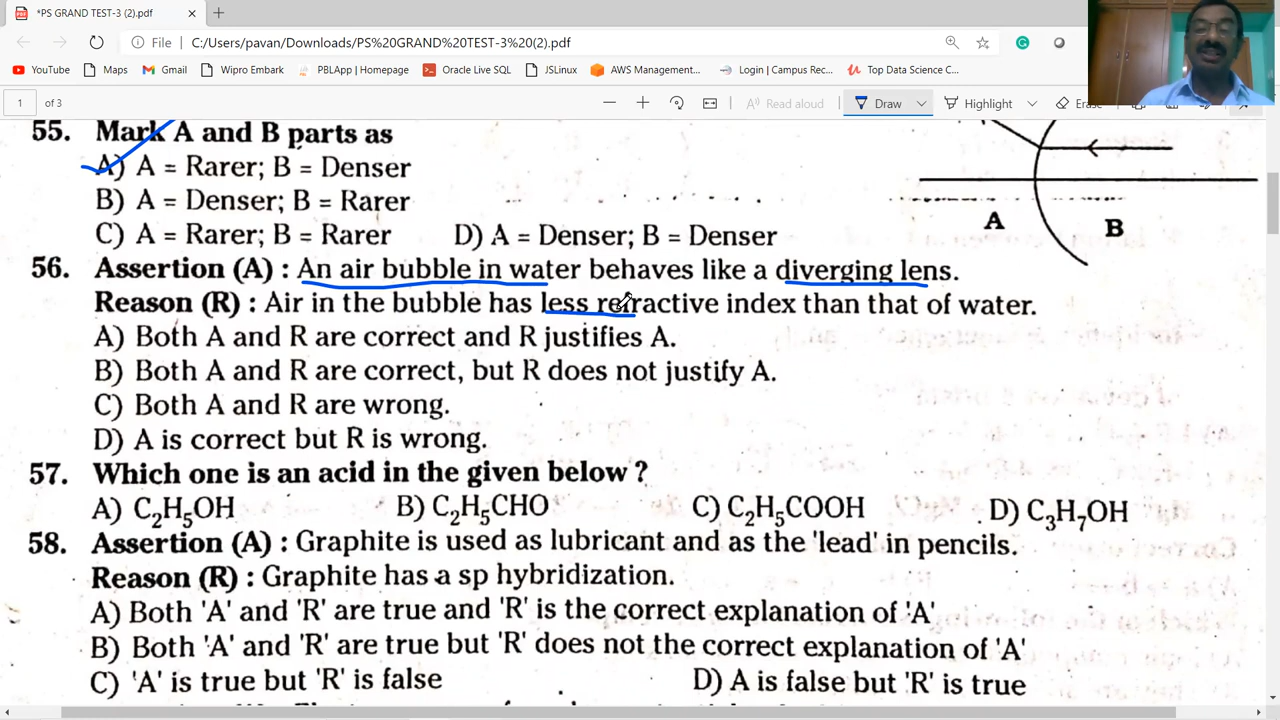 *PS GRAND TEST-3 (2).pdf
File C:/Users/pavan/Downloads/PS%20GRAND%20TEST-3%20(2).pdf
YouTube Maps Gmail Wipro Embark PBLApp | Homepage Oracle Live SQL JSLinux AWS Management... Login | Campus Rec... Top Data Science C...
1 of 3 Read aloud Draw Highlight Erase
55. Mark A and B parts as
A) A = Rarer; B = Denser
B) A = Denser; B = Rarer
C) A = Rarer; B = Rarer D) A = Denser; B = Denser
A B
56. Assertion (A) : An air bubble in water behaves like a diverging lens.
Reason (R) : Air in the bubble has less refractive index than that of water.
A) Both A and R are correct and R justifies A.
B) Both A and R are correct, but R does not justify A.
C) Both A and R are wrong.
D) A is correct but R is wrong.
57. Which one is an acid in the given below ?
A) C₂H₅OH B) C₂H₅CHO C) C₂H₅COOH D) C₃H₇OH
58. Assertion (A) : Graphite is used as lubricant and as the 'lead' in pencils.
Reason (R) : Graphite has a sp hybridization.
A) Both 'A' and 'R' are true and 'R' is the correct explanation of 'A'
B) Both 'A' and 'R' are true but 'R' does not the correct explanation of 'A'
C) 'A' is true but 'R' is false D) A is false but 'R' is true